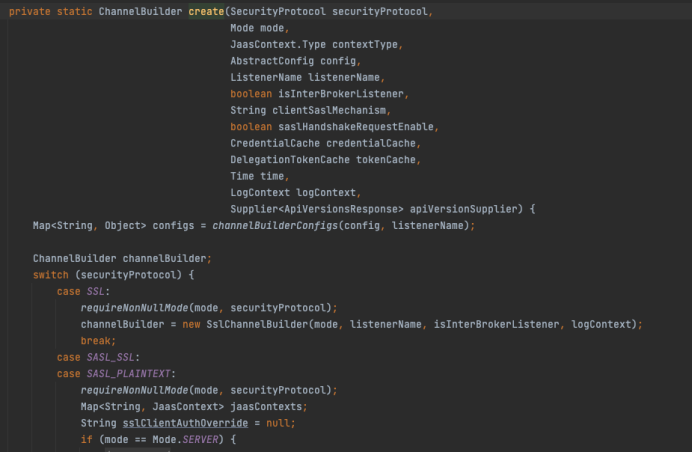 private static ChannelBuilder create(SecurityProtocol securityProtocol,
Mode mode,
JaasContext.Type contextType,
AbstractConfig config,
ListenerName listenerName,
boolean isInterBrokerListener,
String clientSaslMechanism,
boolean saslHandshakeRequestEnable,
CredentialCache credentialCache,
DelegationTokenCache tokenCache,
Time time,
LogContext logContext,
Supplier<ApiVersionsResponse> apiVersionSupplier) {
Map<String, Object> configs = channelBuilderConfigs(config, listenerName);
ChannelBuilder channelBuilder;
switch (securityProtocol) {
case SSL:
requireNonNullMode(mode, securityProtocol);
channelBuilder = new SslChannelBuilder(mode, listenerName, isInterBrokerListener, logContext);
break;
case SASL_SSL:
case SASL_PLAINTEXT:
requireNonNullMode(mode, securityProtocol);
Map<String, JaasContext> jaasContexts;
String sslClientAuthOverride = null;
if (mode == Mode.SERVER) {